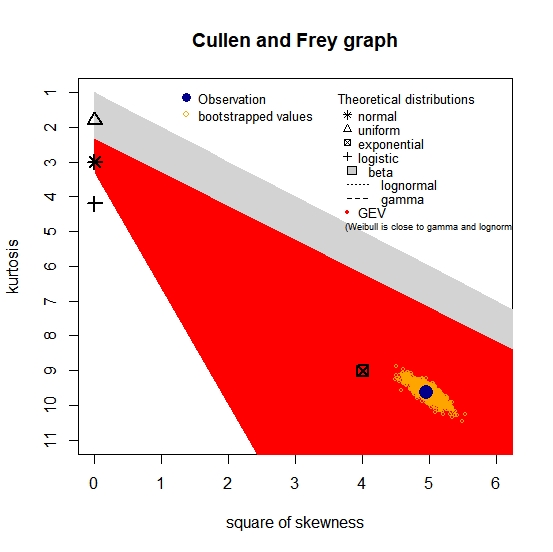 Cullen and Frey graph
Observation
bootstrapped values
Theoretical distributions
normal
uniform
exponential
logistic
beta
lognormal
gamma
GEV
(Weibull is close to gamma and lognorm
kurtosis
1
2
3
4
5
6
7
8
9
10
11
0 1 2 3 4 5 6
square of skewness